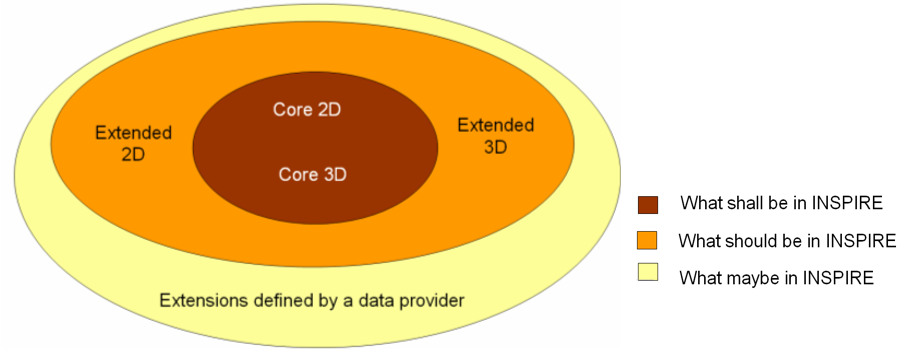 Core 2D
Extended
2D
Extended
3D
Core 3D
Extensions defined by a data provider
What shall be in INSPIRE
What should be in INSPIRE
What maybe in INSPIRE